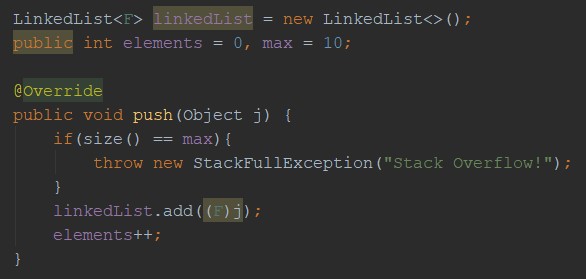 LinkedList<F> linkedList = new LinkedList<>();
public int elements = 0, max = 10;
@Override
public void push(Object j) {
if(size() == max){
throw new StackFullException("Stack Overflow!");
}
linkedList.add((F)j);
elements++;
}